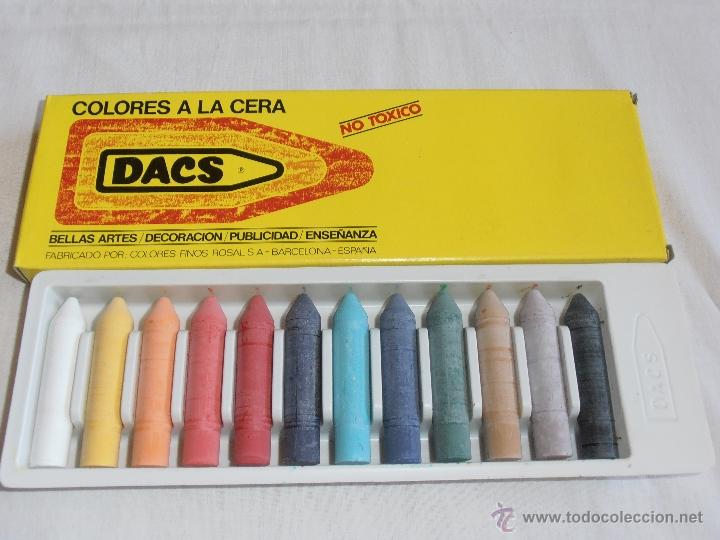 COLORES A LA CERA
NO TOXICO
DACS
BELLAS ARTES/DECORACION/PUBLICIDAD/ENSEÑANZA
FABRICADO POR: COLORES FINOS ROSAL S A - BARCELONA - ESPAÑA
DACS
www.todocoleccion.net